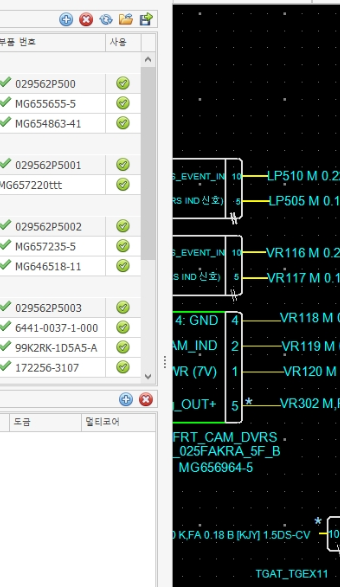 부품 번호 사용
029562P500
MG655655-5
MG654863-41
029562P5001
MG657220ttt
029562P5002
MG657235-5
MG646518-11
029562P5003
6441-0037-1-000
99K2RK-1D5A5-A
172256-3107
도금 멀티코어
S_EVENT_IN 10 LP510 M 0.22
RS IND 신호) 5 LP505 M 0.1
S_EVENT_IN 10 VR116 M 0.2
S IND 신호) 5 VR117 M 0.1
4: GND 4 VR118 M
AM_IND 2 VR119 M
WR (7V) 1 VR120 M
_OUT+ 5 * VR302 M,F
FRT_CAM_DVRS
_025FAKRA_5F_B
MG656964-5
K,FA 0.18 B [KJY] 1.5DS-CV * 10
TGAT_TGEX11